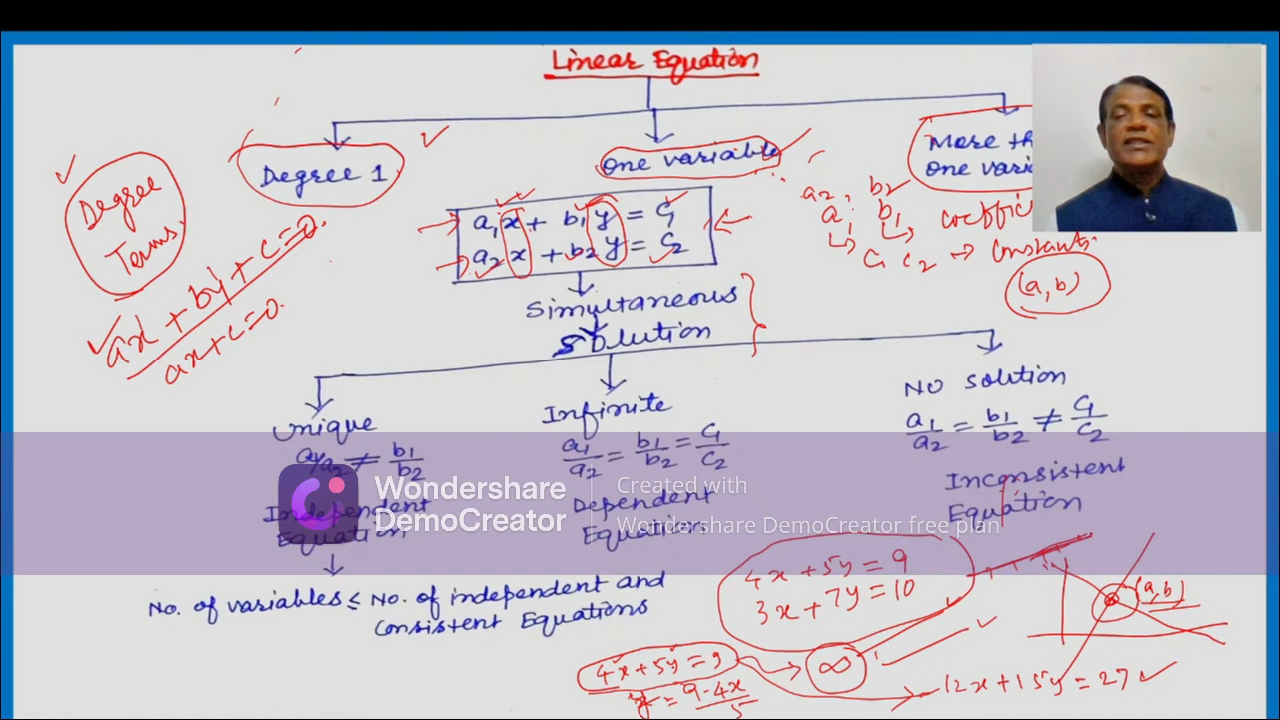 Linear Equation
Degree 1
One variable
More th
one vari
Degree
Terms
ax + by + c = 0
ax + c = 0
a₁x + b₁y = C₁
a₂x + b₂y = C₂
a₂, b₂
a₁ b₁ → coeffici
C₁ C₂ → constants
(a, b)
Simultaneous
Solution
Unique
a₁/a₂ ≠ b₁/b₂
Independent
Equation
No. of variables ≤ No. of independent and
Consistent Equations
Infinite
a₁/a₂ = b₁/b₂ = C₁/C₂
Dependent
Equation
No solution
a₁/a₂ = b₁/b₂ ≠ C₁/C₂
Inconsistent
Equation
Wondershare
DemoCreator
Created with
Wondershare DemoCreator free plan
4x + 5y = 9
3x + 7y = 10
(a, b)
4x + 5y = 9
∞
12x + 15y = 27
y = 9-4x/5